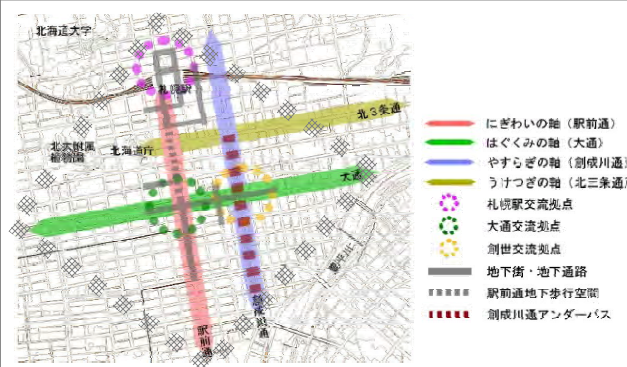 北海道大学
札幌駅
北3条通
北大附属
植物園
北海道庁
大通
豊平川
創成川通
駅前通
にぎわいの軸（駅前通）
はぐくみの軸（大通）
やすらぎの軸（創成川通
うけつぎの軸（北三条通
札幌駅交流拠点
大通交流拠点
創世交流拠点
地下街・地下通路
駅前通地下歩行空間
創成川通アンダーパス